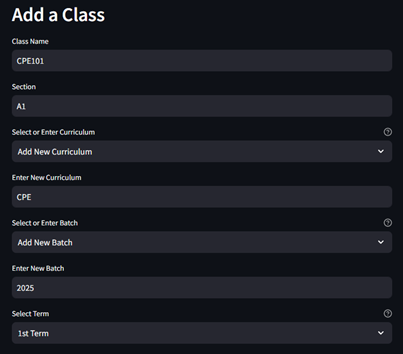 Add a Class
Class Name
CPE101
Section
A1
Select or Enter Curriculum
Add New Curriculum
Enter New Curriculum
CPE
Select or Enter Batch
Add New Batch
Enter New Batch
2025
Select Term
1st Term